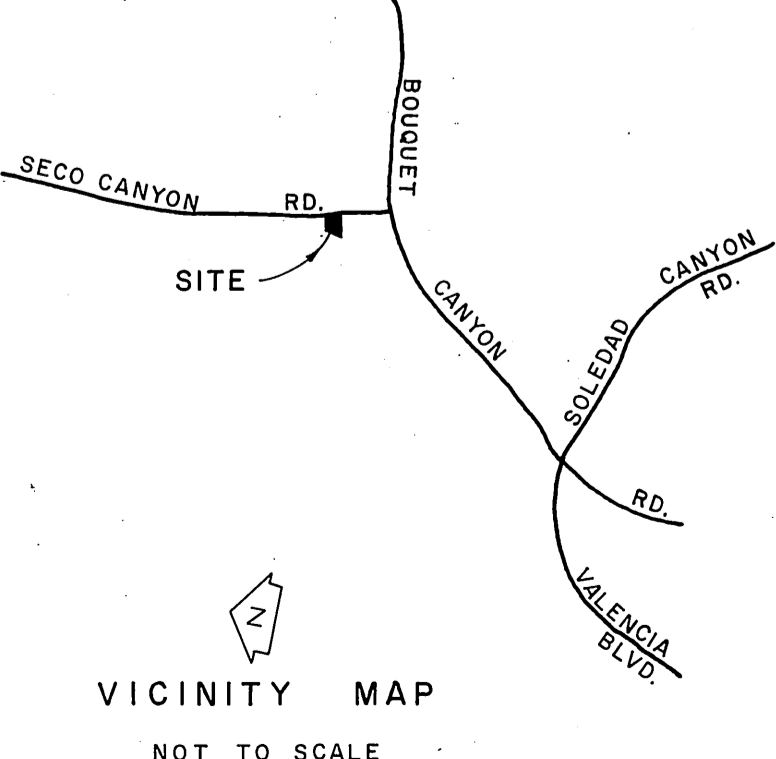 BOUQUET
SECO CANYON RD.
SITE
CANYON
CANYON
RD.
SOLEDAD
RD.
N
VALENCIA
BLVD.
VICINITY MAP
NOT TO SCALE